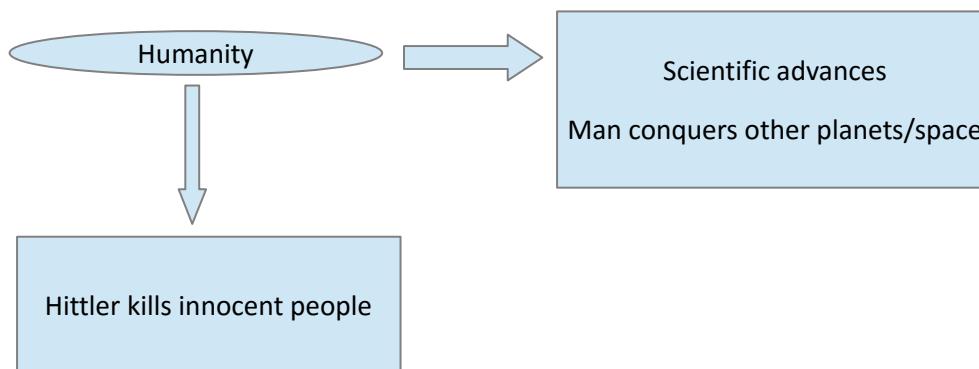 Humanity
Scientific advances
Man conquers other planets/space
Hittler kills innocent people